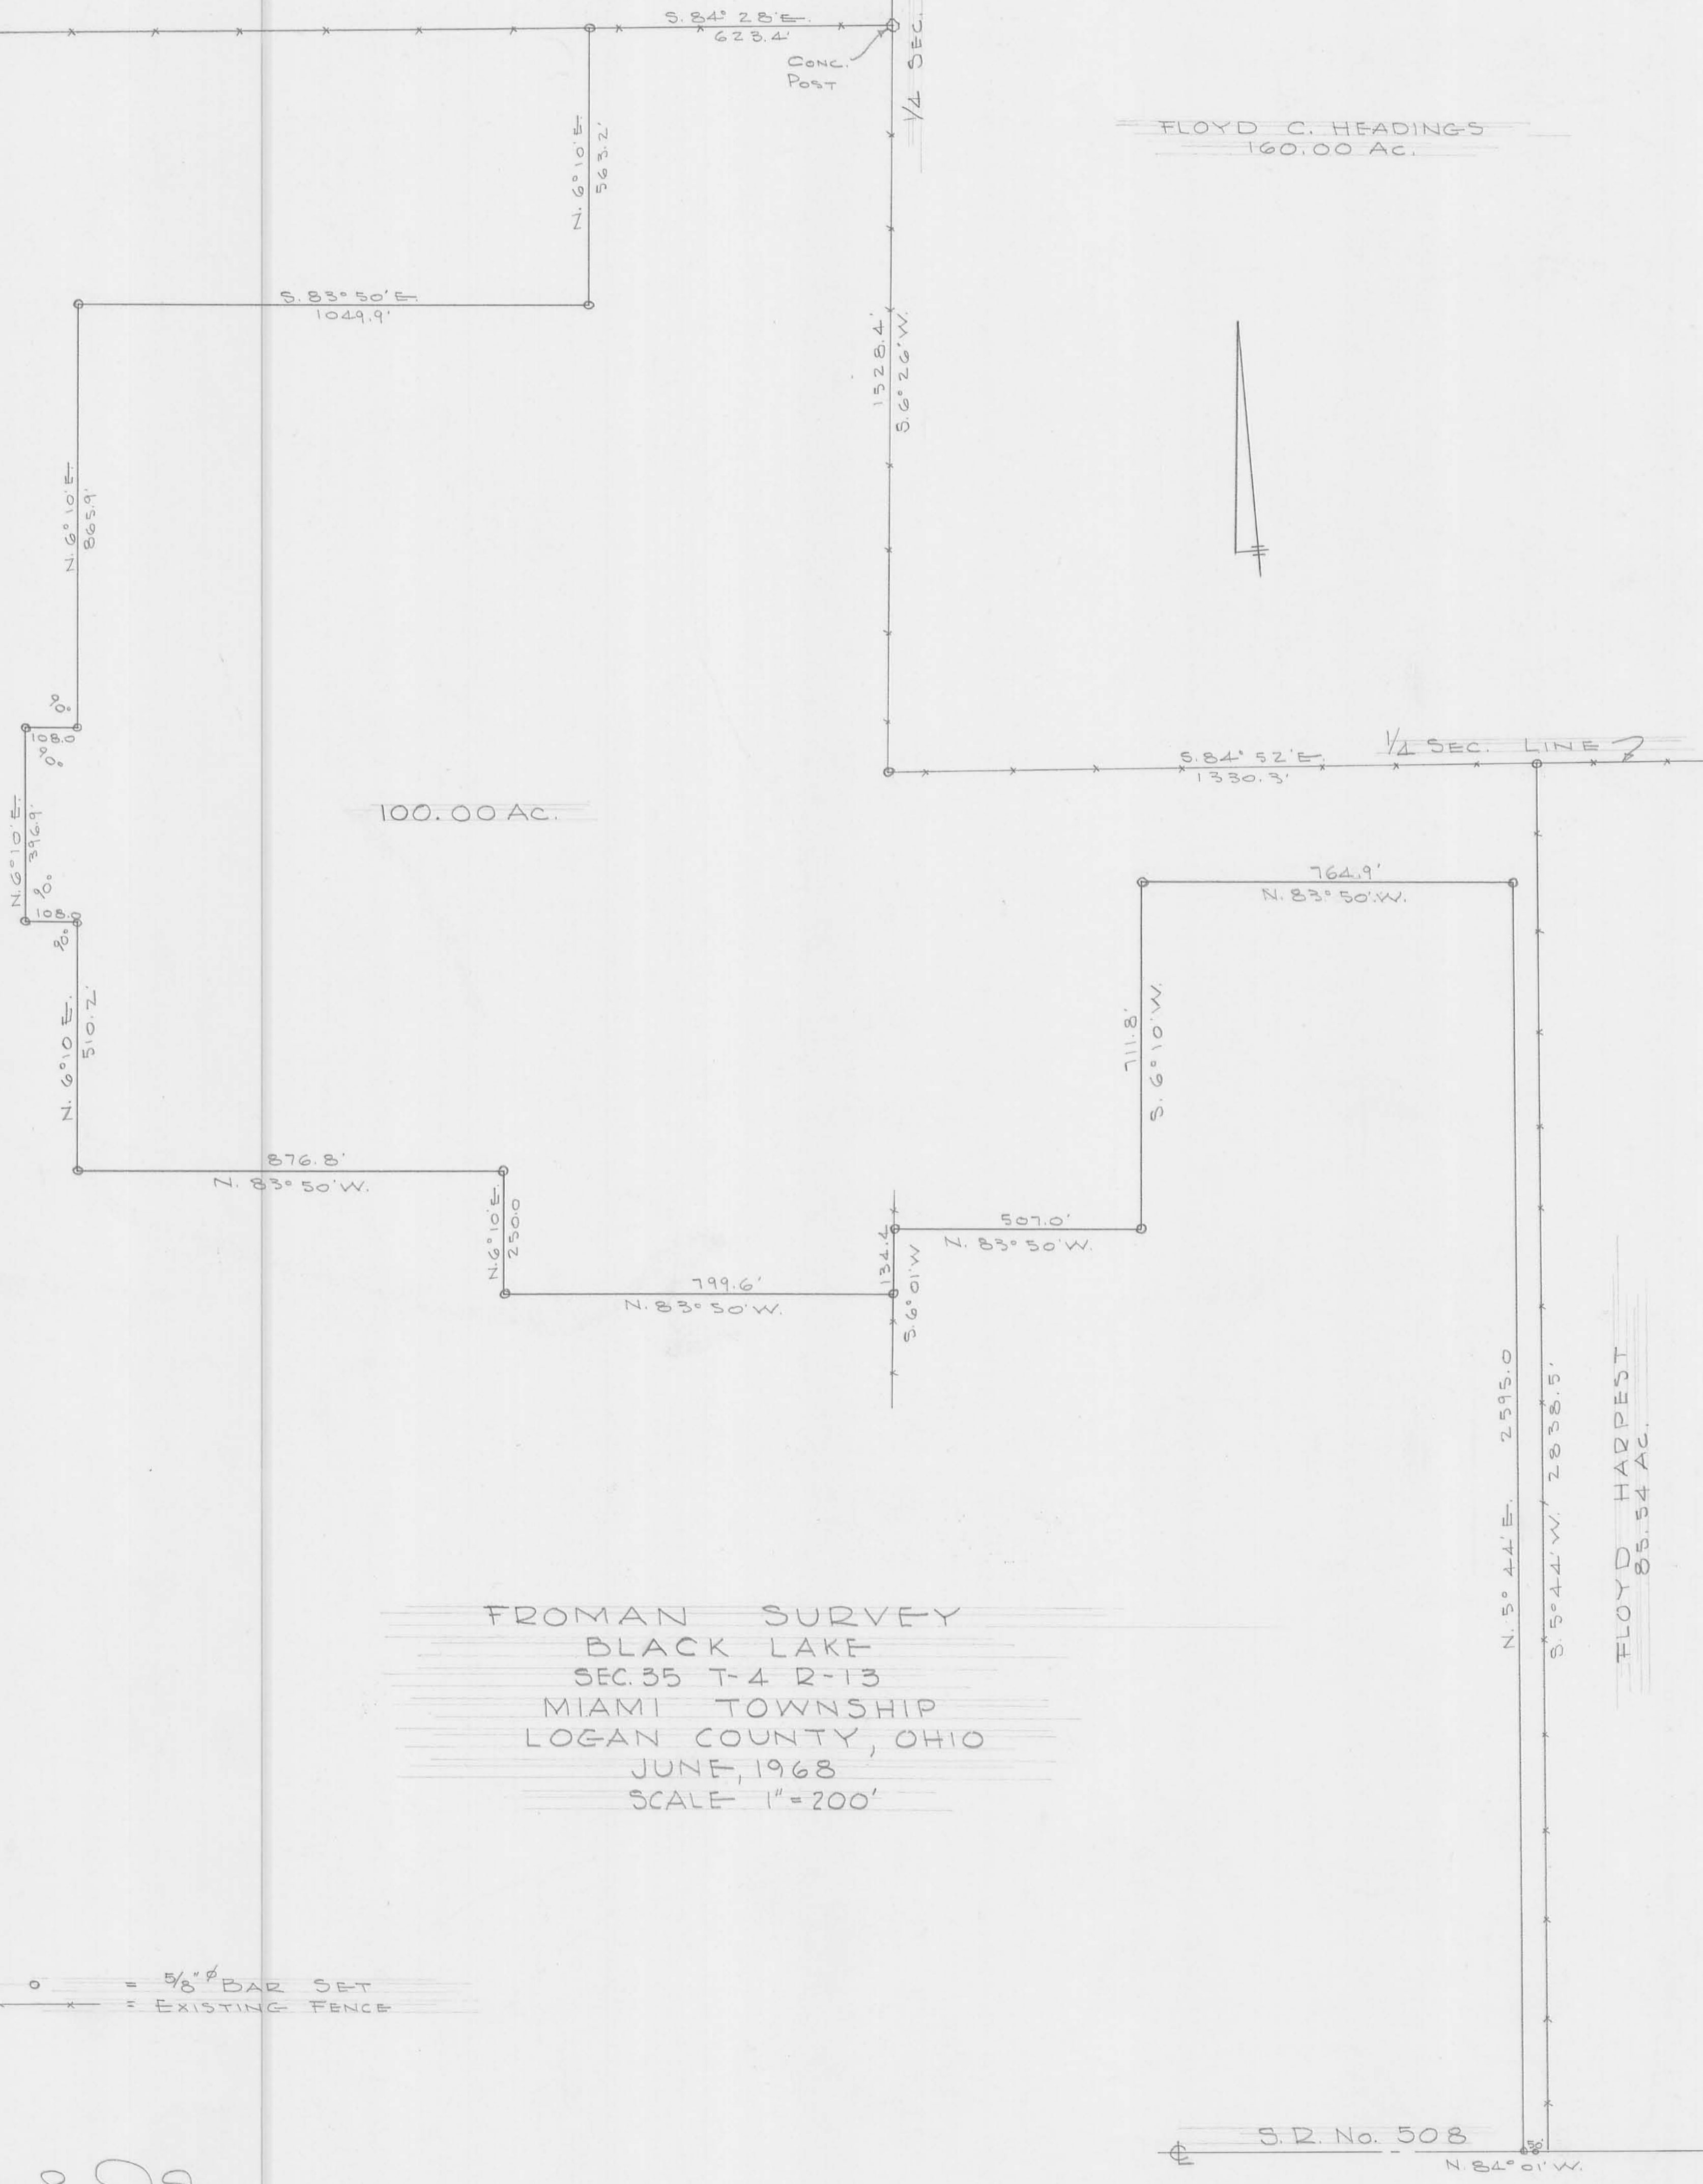 S. 84° 28' E.
623.4'
CONC.
POST
1/4 SEC.
FLOYD C. HEADINGS
160.00 AC.
N. 6° 10' E.
563.2'
S. 83° 50' E.
1049.9'
1528.4'
S. 6° 26' W.
N. 6° 10' E.
865.9'
90°
108.0
90°
N. 6° 10' E.
396.9'
90°
108.0
90°
100.00 AC.
1/4 SEC. LINE
S. 84° 52' E.
1330.3'
764.9'
N. 83° 50' W.
711.8'
S. 6° 10' W.
N. 6° 10 E.
510.2'
876.8'
N. 83° 50' W.
N. 6° 10' E.
250.0
507.0'
N. 83° 50' W.
134.4
S. 6° 01' W
799.6'
N. 83° 50' W.
N. 5° 44' E. 2595.0
S. 5° 44' W. 2838.5'
FLOYD HARPEST
85.54 AC.
FROMAN SURVEY
BLACK LAKE
SEC. 35 T-4 R-13
MIAMI TOWNSHIP
LOGAN COUNTY, OHIO
JUNE, 1968
SCALE 1" = 200'
= 5/8" ϕ BAR SET
= EXISTING FENCE
℄ S.R. No. 508
50'
N. 84° 01' W.